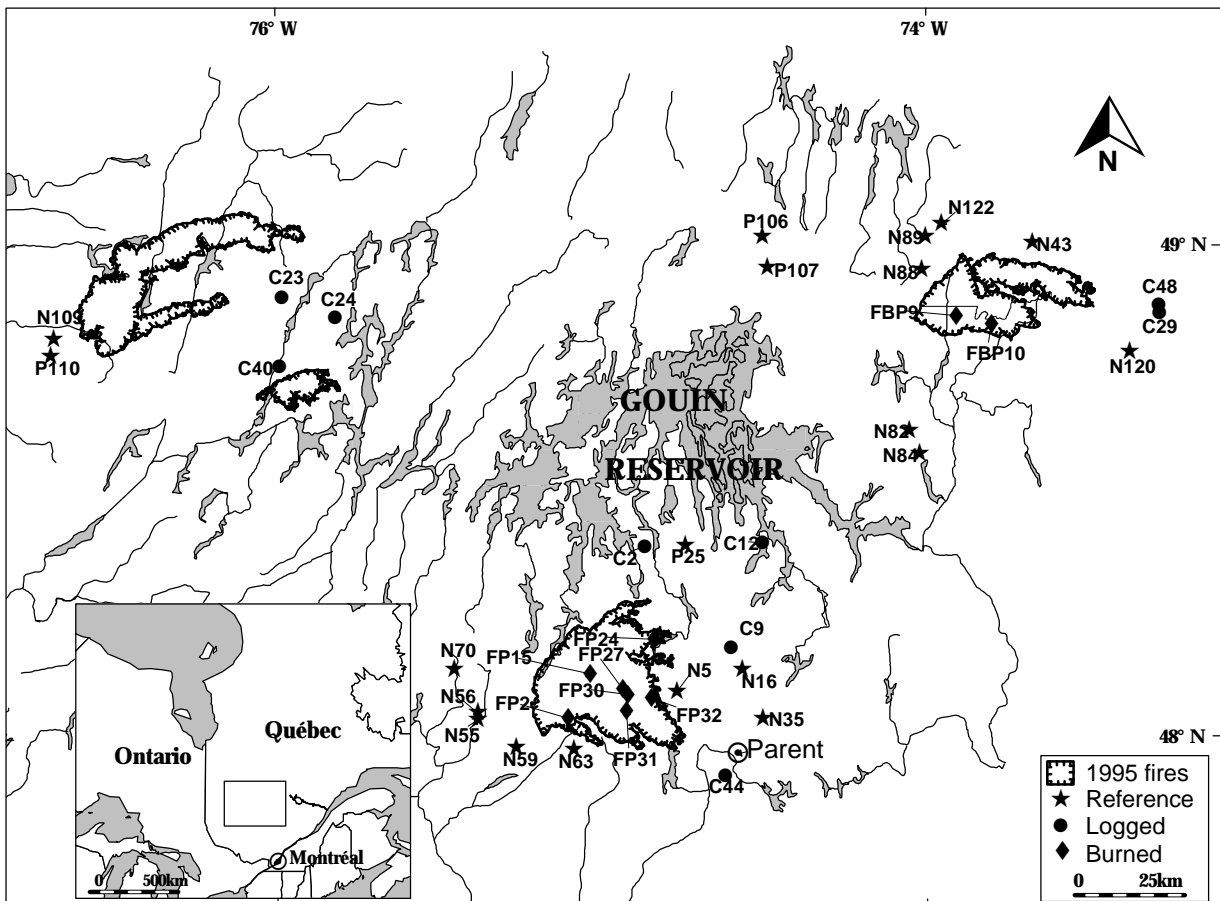 76° W
74° W
N
N122
P106
N89
N43
49° N
P107
N88
C23
C48
C24
FBP9
C29
N109
FBP10
P110
N120
C40
GOUIN
N82
N84
RESERVOIR
C2
P25
C12
C9
FP24
N70
FP15
FP27
N5
N16
N56
FP30
FP2
FP32
N35
N55
48° N
N59
N63
FP31
Parent
C44
Québec
Ontario
Montréal
0 500km
1995 fires
Reference
Logged
Burned
0 25km